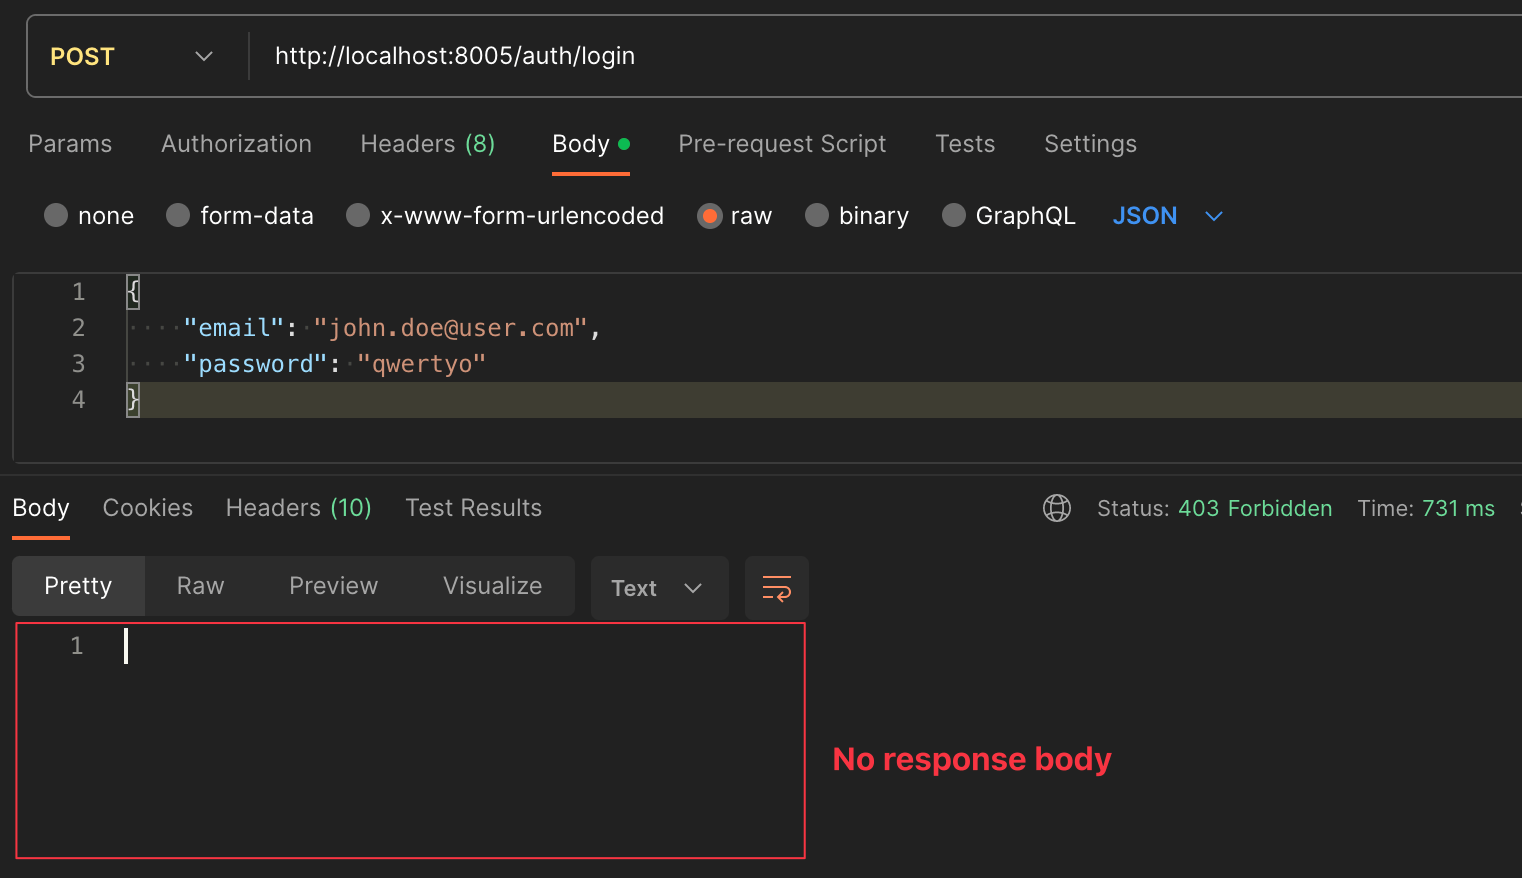 POST http://localhost:8005/auth/login
Params Authorization Headers (8) Body Pre-request Script Tests Settings
none form-data x-www-form-urlencoded raw binary GraphQL JSON
1 {
2 ····"email":·"john.doe@user.com",
3 ····"password":·"qwertyo"
4 }
Body Cookies Headers (10) Test Results Status: 403 Forbidden Time: 731 ms
Pretty Raw Preview Visualize Text
1
No response body